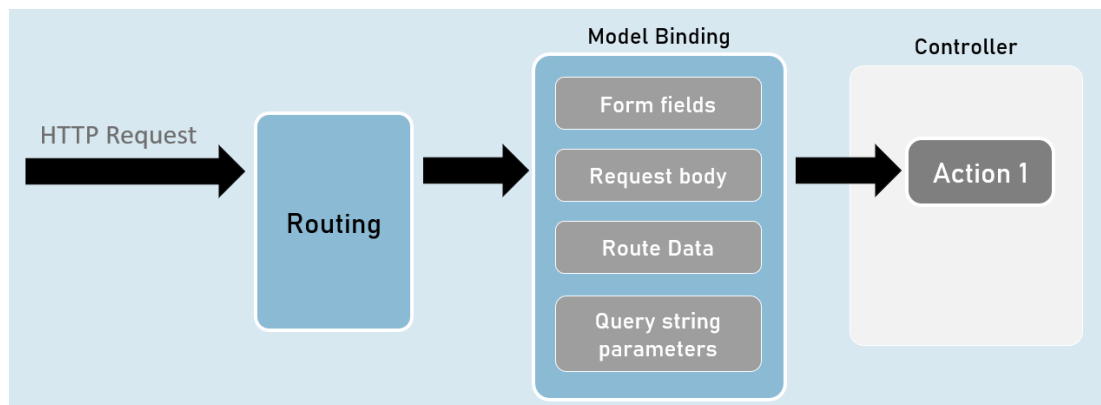 HTTP Request
Routing
Model Binding
Form fields
Request body
Route Data
Query string
parameters
Controller
Action 1